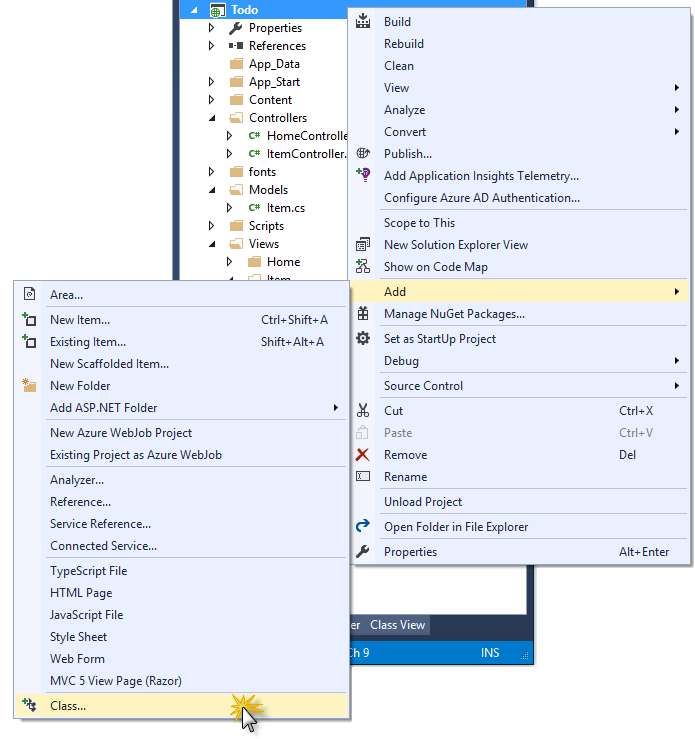 Todo
Properties
References
App_Data
App_Start
Content
Controllers
C# HomeControlle
C# ItemController.
fonts
Models
C# Item.cs
Scripts
Views
Home
Item
Build
Rebuild
Clean
View
Analyze
Convert
Publish...
Add Application Insights Telemetry...
Configure Azure AD Authentication...
Scope to This
New Solution Explorer View
Show on Code Map
Add
Manage NuGet Packages...
Set as StartUp Project
Debug
Source Control
Cut Ctrl+X
Paste Ctrl+V
Remove Del
Rename
Unload Project
Open Folder in File Explorer
Properties Alt+Enter
Area...
New Item... Ctrl+Shift+A
Existing Item... Shift+Alt+A
New Scaffolded Item...
New Folder
Add ASP.NET Folder
New Azure WebJob Project
Existing Project as Azure WebJob
Analyzer...
Reference...
Service Reference...
Connected Service...
TypeScript File
HTML Page
JavaScript File
Style Sheet
Web Form
MVC 5 View Page (Razor)
Class...
er Class View
Ch 9 INS